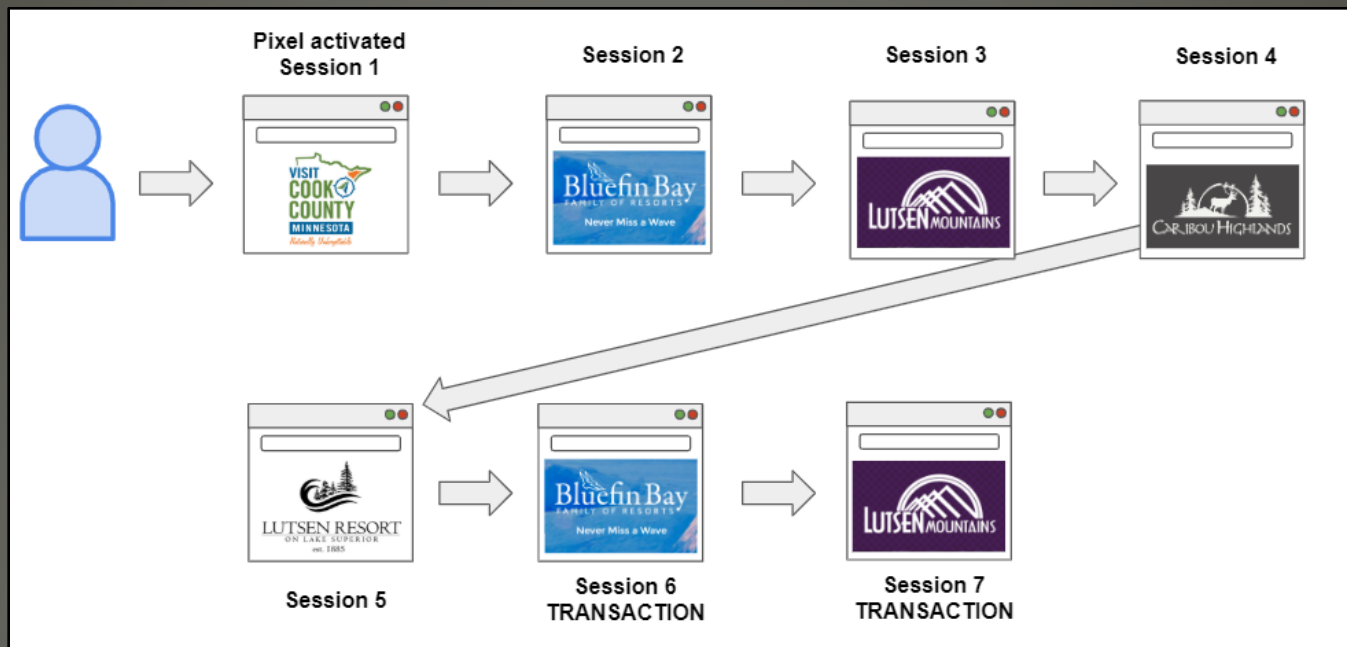 Pixel activated
Session 1
Session 2
Session 3
Session 4
VISIT
COOK
COUNTY
MINNESOTA
Naturally Unforgettable
Bluefin Bay
FAMILY OF RESORTS
Never Miss a Wave
LUTSEN MOUNTAINS
CARIBOU HIGHLANDS
LUTSEN RESORT
ON LAKE SUPERIOR
est. 1885
Bluefin Bay
FAMILY OF RESORTS
Never Miss a Wave
LUTSEN MOUNTAINS
Session 5
Session 6
TRANSACTION
Session 7
TRANSACTION